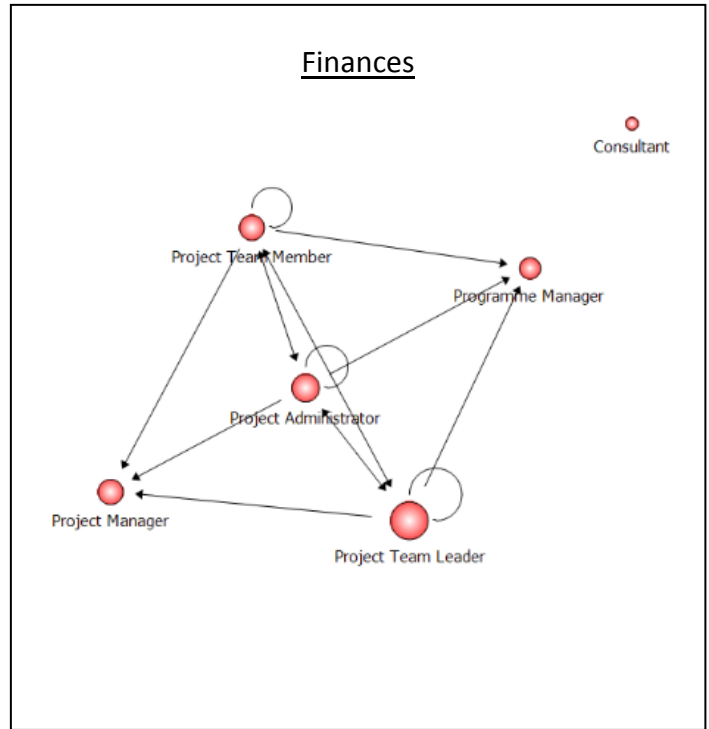 Finances
Consultant
Project Team Member
Programme Manager
Project Administrator
Project Manager
Project Team Leader